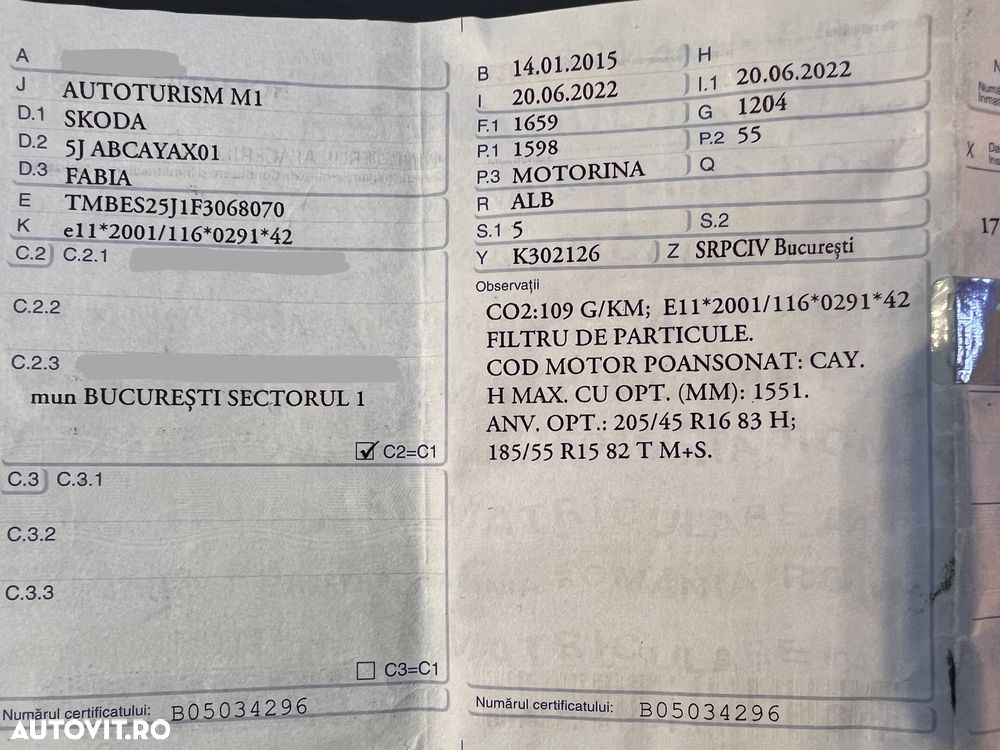 A
J AUTOTURISM M1
D.1 SKODA
D.2 5J ABCAYAX01
D.3 FABIA
E TMBES25J1F3068070
K e11*2001/116*0291*42
C.2 C.2.1
C.2.2
C.2.3
mun BUCUREŞTI SECTORUL 1
C2=C1
C.3 C.3.1
C.3.2
C.3.3
C3=C1
Numărul certificatului: B05034296
B 14.01.2015 H
I 20.06.2022 I.1 20.06.2022
F.1 1659 G 1204
P.1 1598 P.2 55
P.3 MOTORINA Q
R ALB
S.1 5 S.2
Y K302126 Z SRPCIV Bucureşti
Observaţii
CO2:109 G/KM; E11*2001/116*0291*42
FILTRU DE PARTICULE.
COD MOTOR POANSONAT: CAY.
H MAX. CU OPT. (MM): 1551.
ANV. OPT.: 205/45 R16 83 H;
185/55 R15 82 T M+S.
Numărul certificatului: B05034296
X
17
AUTOVIT.RO